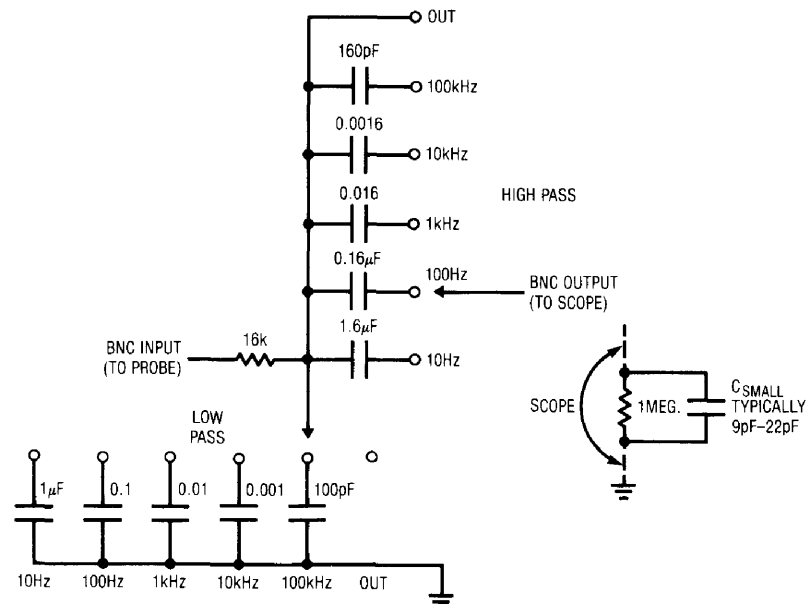 OUT
160pF
100kHz
0.0016
10kHz
0.016
1kHz
HIGH PASS
0.16µF
100Hz
BNC OUTPUT
(TO SCOPE)
1.6µF
10Hz
BNC INPUT
(TO PROBE)
16k
LOW
PASS
SCOPE
1MEG.
CSMALL
TYPICALLY
9pF–22pF
1µF
0.1
0.01
0.001
100pF
10Hz
100Hz
1kHz
10kHz
100kHz
OUT